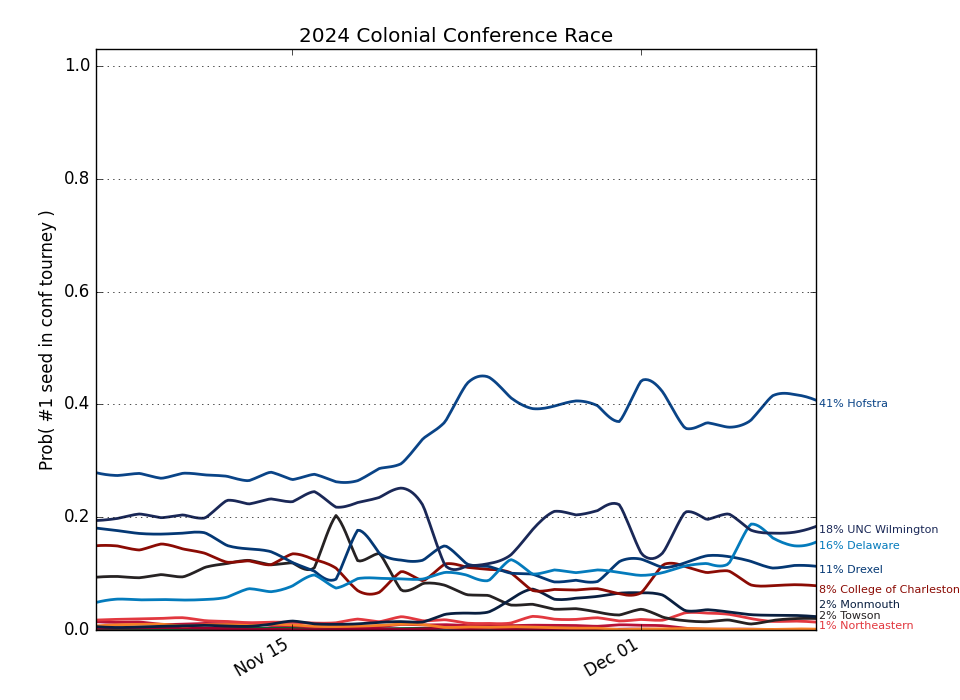 2024 Colonial Conference Race
Prob( #1 seed in conf tourney )
1.0
0.8
0.6
0.4
0.2
0.0
Nov 15
Dec 01
41% Hofstra
18% UNC Wilmington
16% Delaware
11% Drexel
8% College of Charleston
2% Monmouth
2% Towson
1% Northeastern